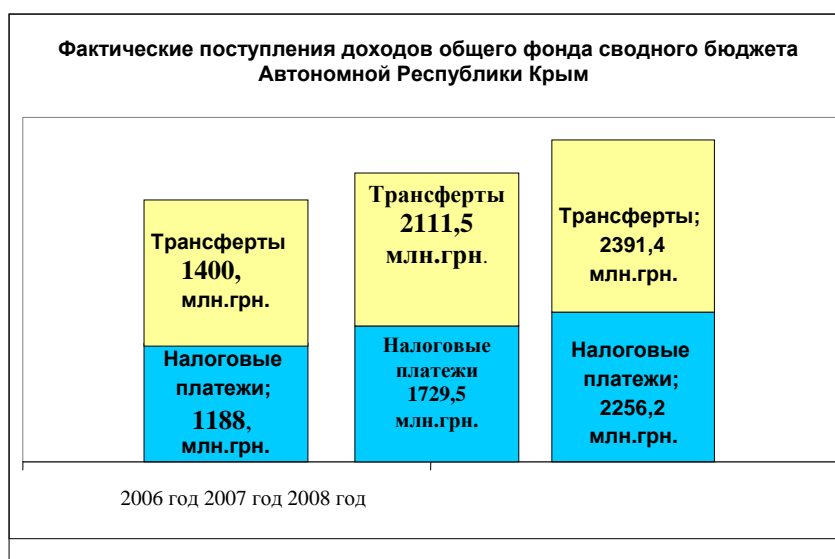 Фактические поступления доходов общего фонда сводного бюджета
Автономной Республики Крым
Трансферты
1400,
млн.грн.
Налоговые
платежи;
1188,
млн.грн.
Трансферты
2111,5
млн.грн.
Налоговые
платежи
1729,5
млн.грн.
Трансферты;
2391,4
млн.грн.
Налоговые
платежи;
2256,2
млн.грн.
2006 год 2007 год 2008 год